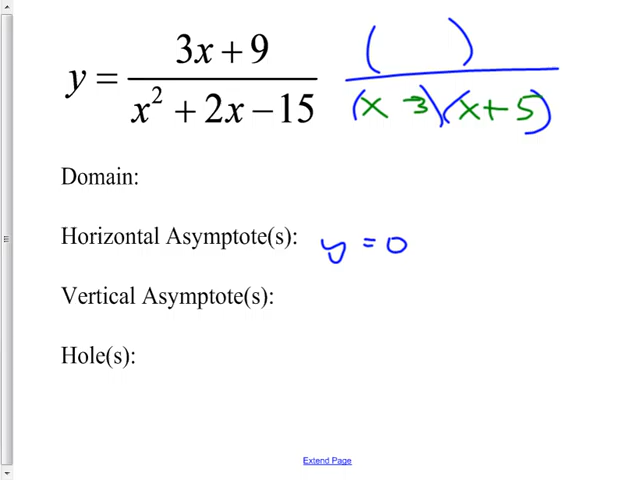 y = (3x + 9)/(x² + 2x − 15) ( )/((x − 3)(x + 5))
Domain:
Horizontal Asymptote(s): y = 0
Vertical Asymptote(s):
Hole(s):
Extend Page